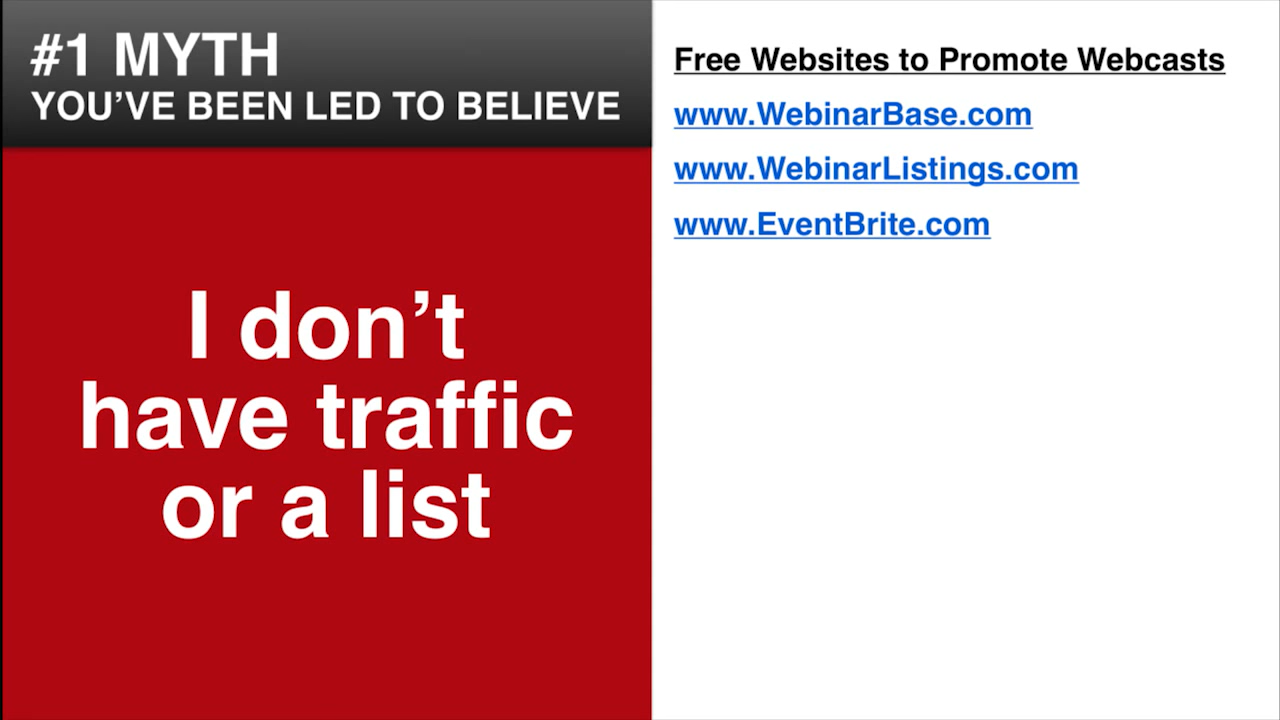 #1 MYTH
YOU’VE BEEN LED TO BELIEVE
I don’t
have traffic
or a list
Free Websites to Promote Webcasts
www.WebinarBase.com
www.WebinarListings.com
www.EventBrite.com